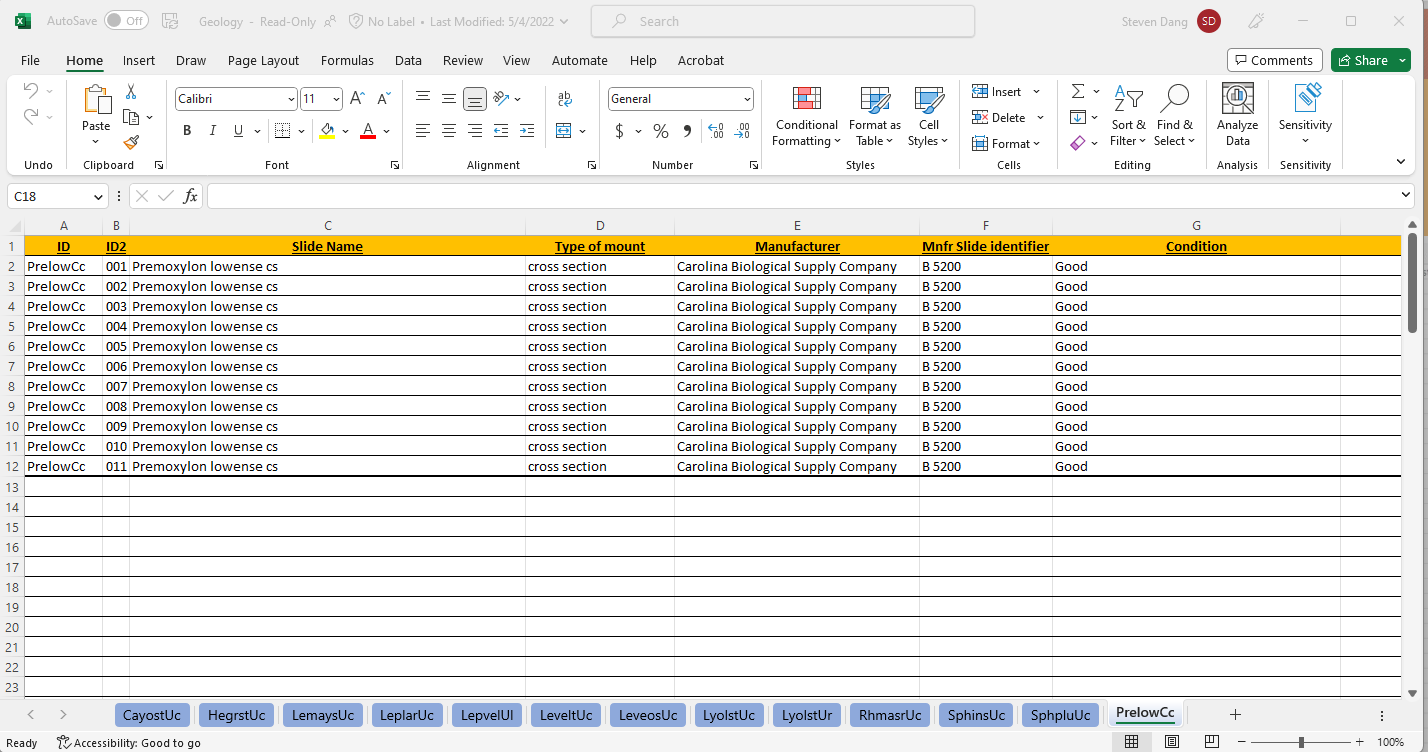 AutoSave Off Geology - Read-Only No Label • Last Modified: 5/4/2022 Search Steven Dang SD
File Home Insert Draw Page Layout Formulas Data Review View Automate Help Acrobat Comments Share
Paste Calibri 11 General Insert Σ
Conditional Format as Cell Delete Sort & Find & Analyze Sensitivity
B I U A $ % Formatting Table Styles Format Filter Select Data
Undo Clipboard Font Alignment Number Styles Cells Editing Analysis Sensitivity
C18 fx
A B C D E F G
1 ID ID2 Slide Name Type of mount Manufacturer Mnfr Slide identifier Condition
2 PrelowCc 001 Premoxylon lowense cs cross section Carolina Biological Supply Company B 5200 Good
3 PrelowCc 002 Premoxylon lowense cs cross section Carolina Biological Supply Company B 5200 Good
4 PrelowCc 003 Premoxylon lowense cs cross section Carolina Biological Supply Company B 5200 Good
5 PrelowCc 004 Premoxylon lowense cs cross section Carolina Biological Supply Company B 5200 Good
6 PrelowCc 005 Premoxylon lowense cs cross section Carolina Biological Supply Company B 5200 Good
7 PrelowCc 006 Premoxylon lowense cs cross section Carolina Biological Supply Company B 5200 Good
8 PrelowCc 007 Premoxylon lowense cs cross section Carolina Biological Supply Company B 5200 Good
9 PrelowCc 008 Premoxylon lowense cs cross section Carolina Biological Supply Company B 5200 Good
10 PrelowCc 009 Premoxylon lowense cs cross section Carolina Biological Supply Company B 5200 Good
11 PrelowCc 010 Premoxylon lowense cs cross section Carolina Biological Supply Company B 5200 Good
12 PrelowCc 011 Premoxylon lowense cs cross section Carolina Biological Supply Company B 5200 Good
13
14
15
16
17
18
19
20
21
22
23
CayostUc HegrstUc LemaysUc LeplarUc LepvelUl LeveltUc LeveosUc LyolstUc LyolstUr RhmasrUc SphinsUc SphpluUc PrelowCc
Ready Accessibility: Good to go 100%